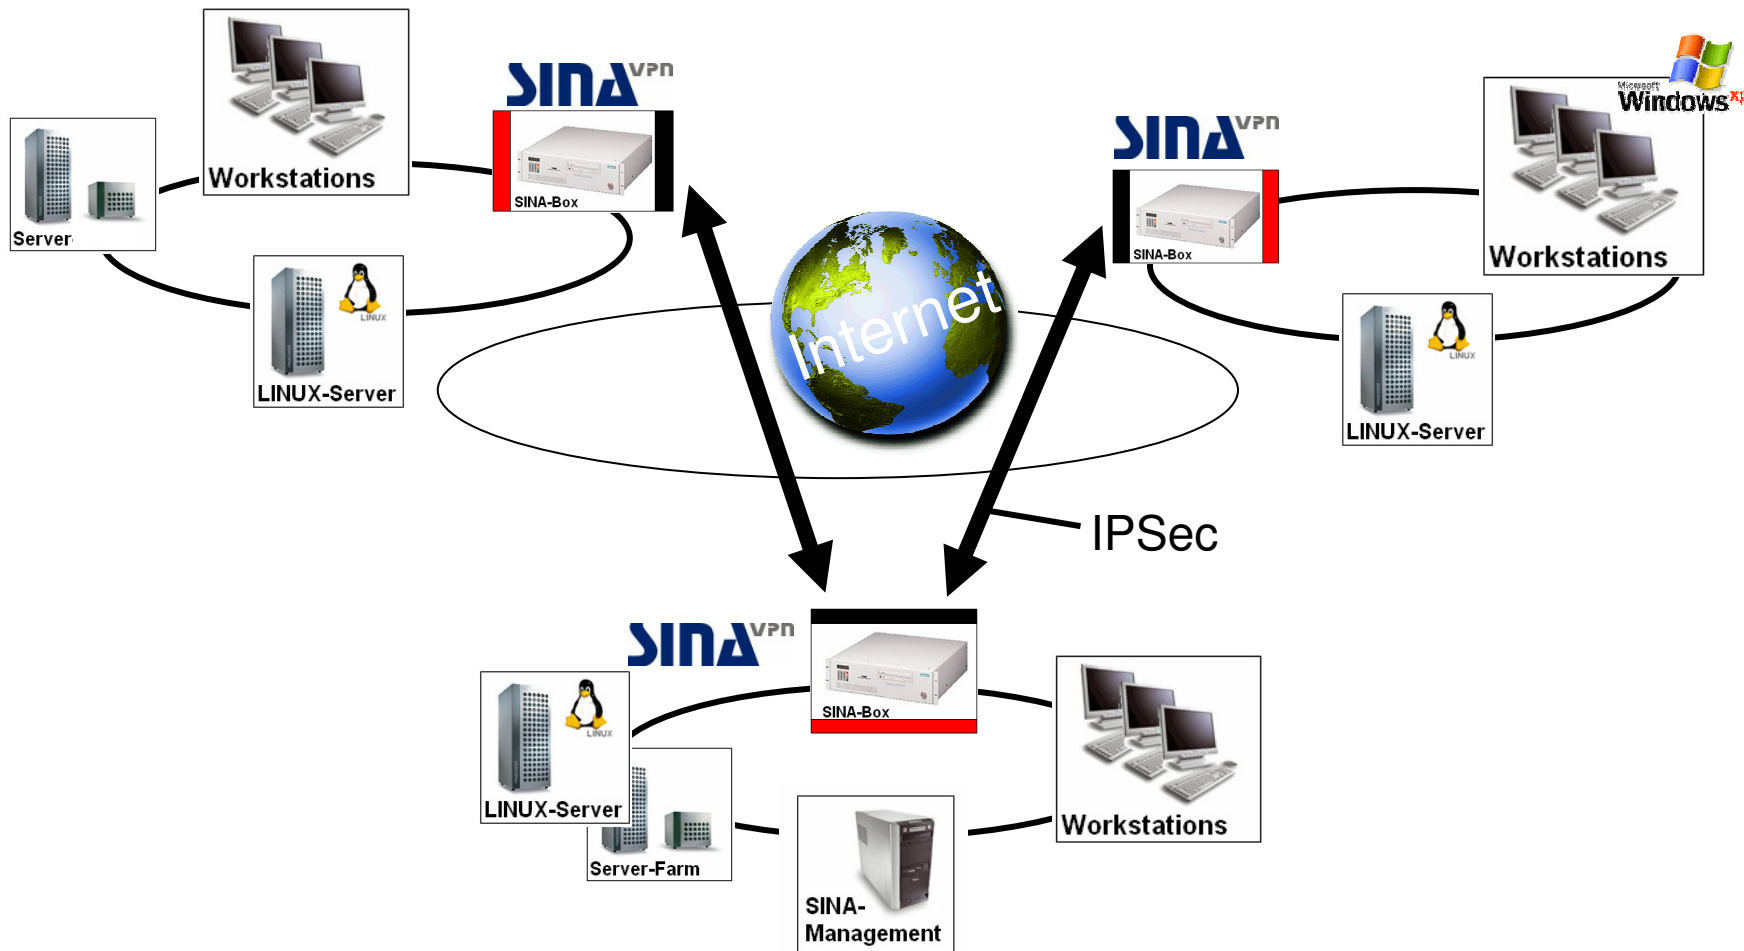 Workstations
Server
LINUX
LINUX-Server
SINA VPN
SINA-Box
Internet
SINA VPN
SINA-Box
Microsoft
Windows xp
Workstations
LINUX
LINUX-Server
IPSec
SINA VPN
SINA-Box
LINUX
LINUX-Server
Server-Farm
SINA-
Management
Workstations